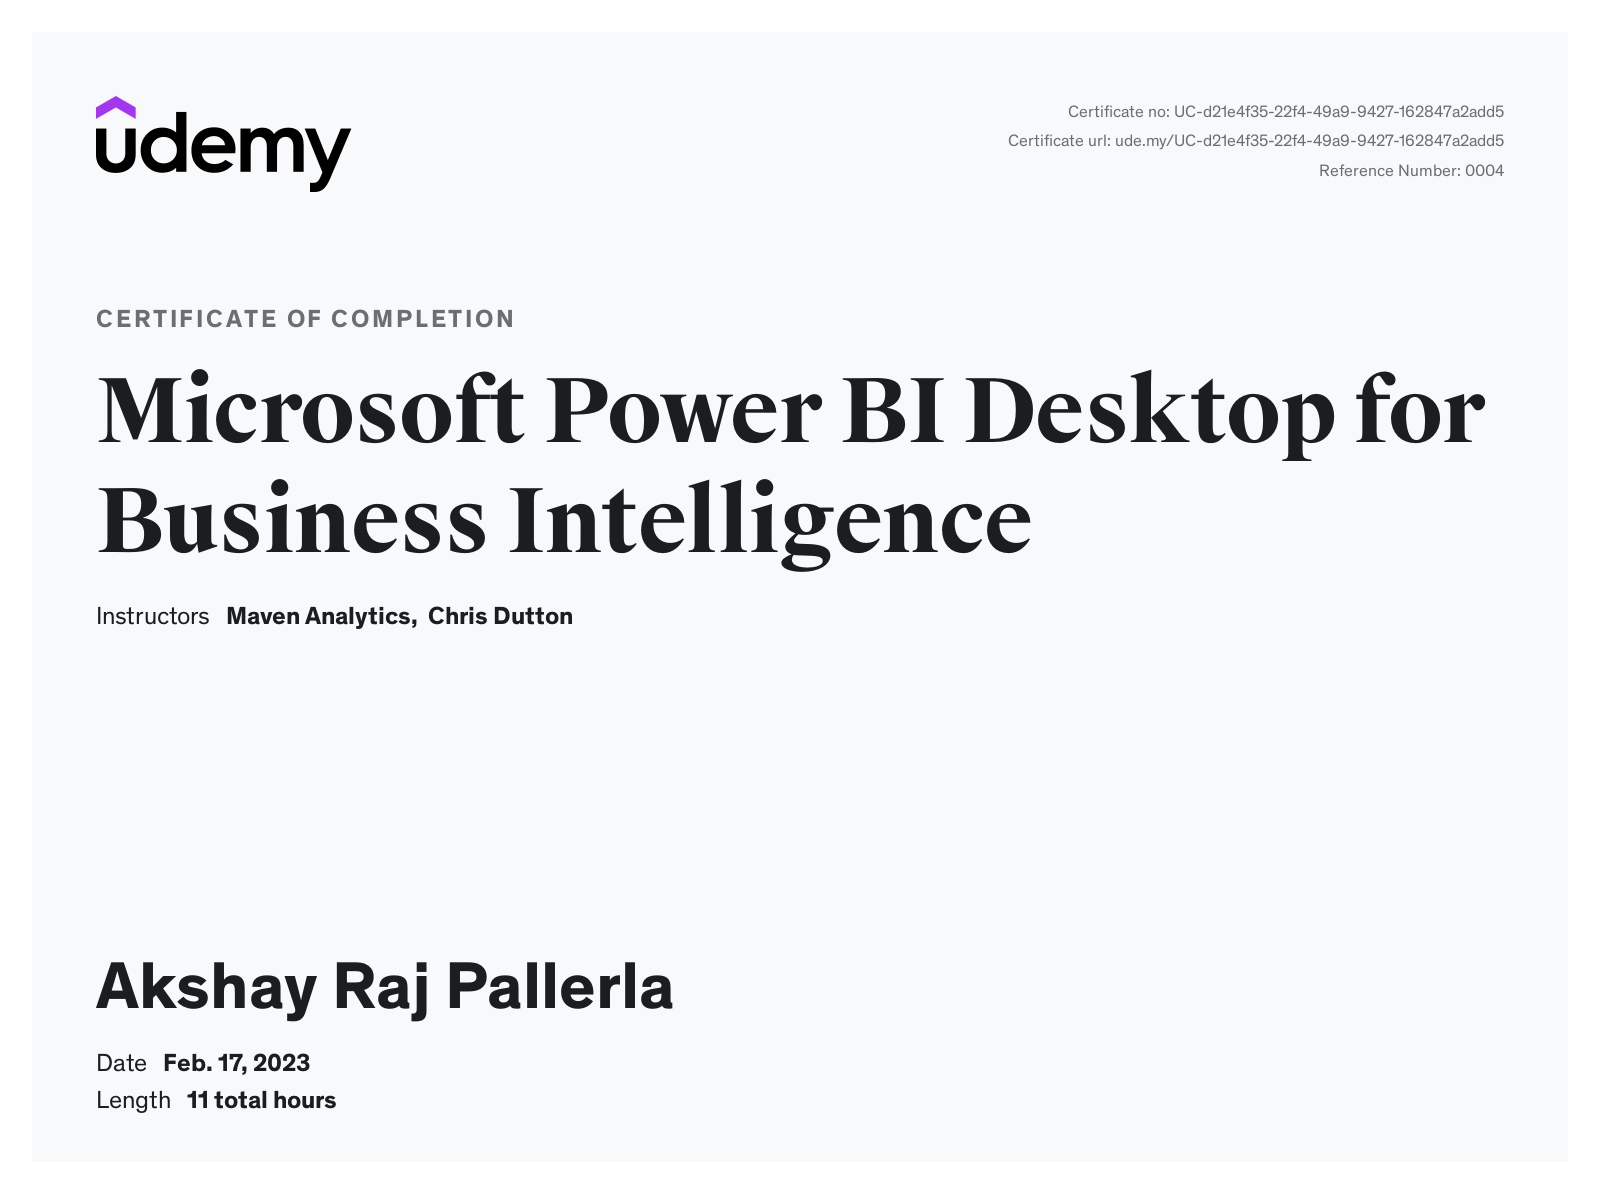 udemy
Certificate no: UC-d21e4f35-22f4-49a9-9427-162847a2add5
Certificate url: ude.my/UC-d21e4f35-22f4-49a9-9427-162847a2add5
Reference Number: 0004
CERTIFICATE OF COMPLETION
Microsoft Power BI Desktop for
Business Intelligence
Instructors Maven Analytics, Chris Dutton
Akshay Raj Pallerla
Date Feb. 17, 2023
Length 11 total hours